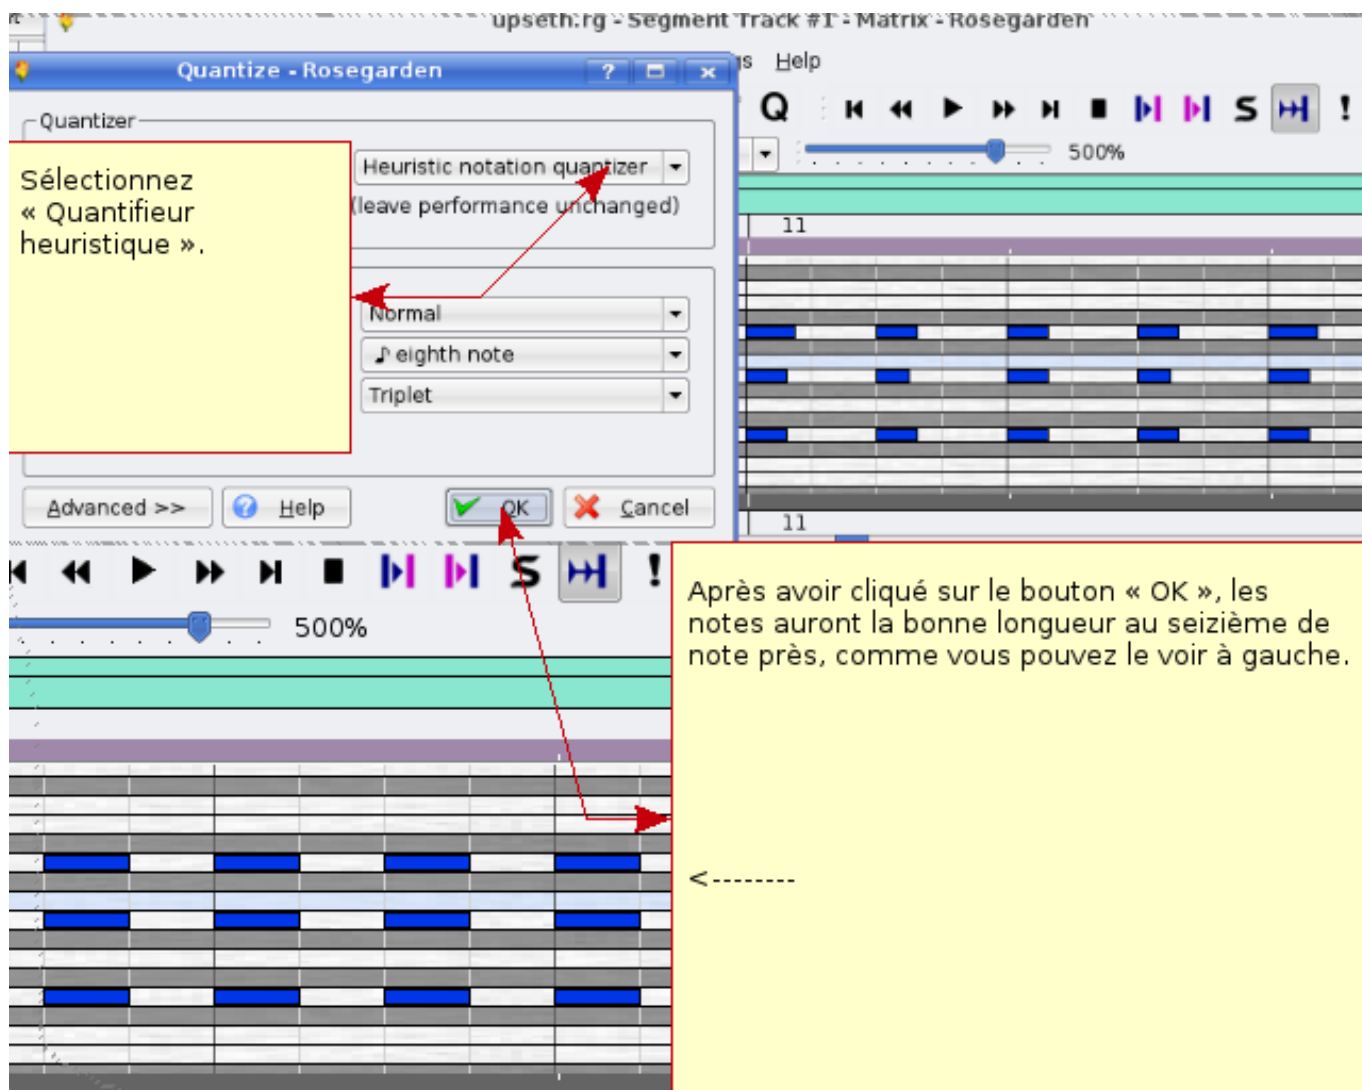 upseth.rg - Segment Track #1 - Matrix - Rosegarden
Quantize - Rosegarden
? 
Help
Q
S
!
Quantizer
500%
Sélectionnez
« Quantifieur
heuristique ».
Heuristic notation quantizer
(leave performance unchanged)
11
Normal
eighth note
Triplet
Advanced >>
Help
OK
Cancel
11
S
!
500%
Après avoir cliqué sur le bouton « OK », les
notes auront la bonne longueur au seizième de
note près, comme vous pouvez le voir à gauche.
<--------